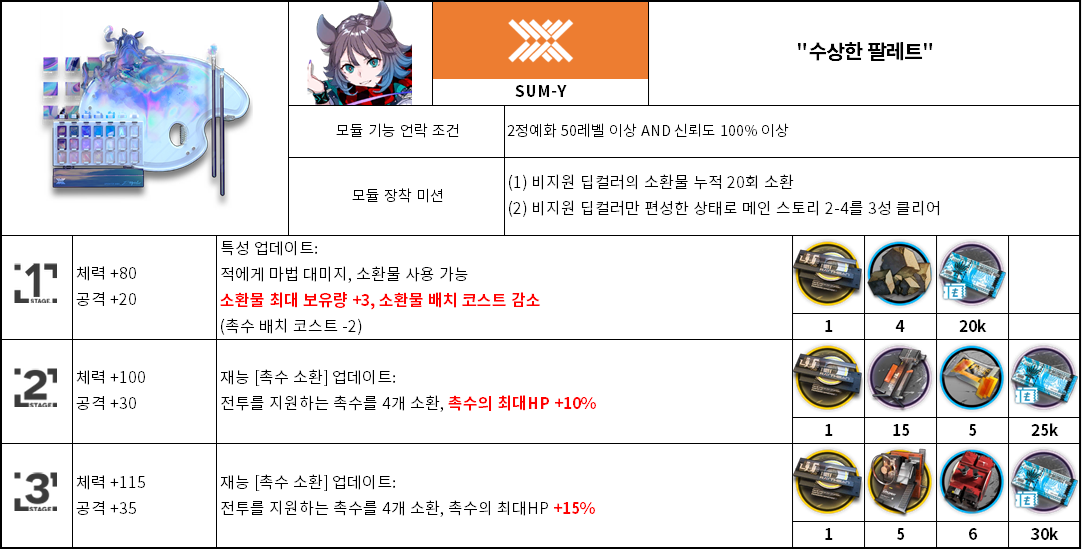 "수상한 팔레트"
SUM-Y
모듈 기능 언락 조건
2정예화 50레벨 이상 AND 신뢰도 100% 이상
모듈 장착 미션
(1) 비지원 딥컬러의 소환물 누적 20회 소환
(2) 비지원 딥컬러만 편성한 상태로 메인 스토리 2-4를 3성 클리어
1
STAGE
체력 +80
공격 +20
특성 업데이트:
적에게 마법 대미지, 소환물 사용 가능
소환물 최대 보유량 +3, 소환물 배치 코스트 감소
(촉수 배치 코스트 -2)
1
4
20k
2
STAGE
체력 +100
공격 +30
재능 [촉수 소환] 업데이트:
전투를 지원하는 촉수를 4개 소환, 촉수의 최대HP +10%
1
15
5
25k
3
STAGE
체력 +115
공격 +35
재능 [촉수 소환] 업데이트:
전투를 지원하는 촉수를 4개 소환, 촉수의 최대HP +15%
1
5
6
30k